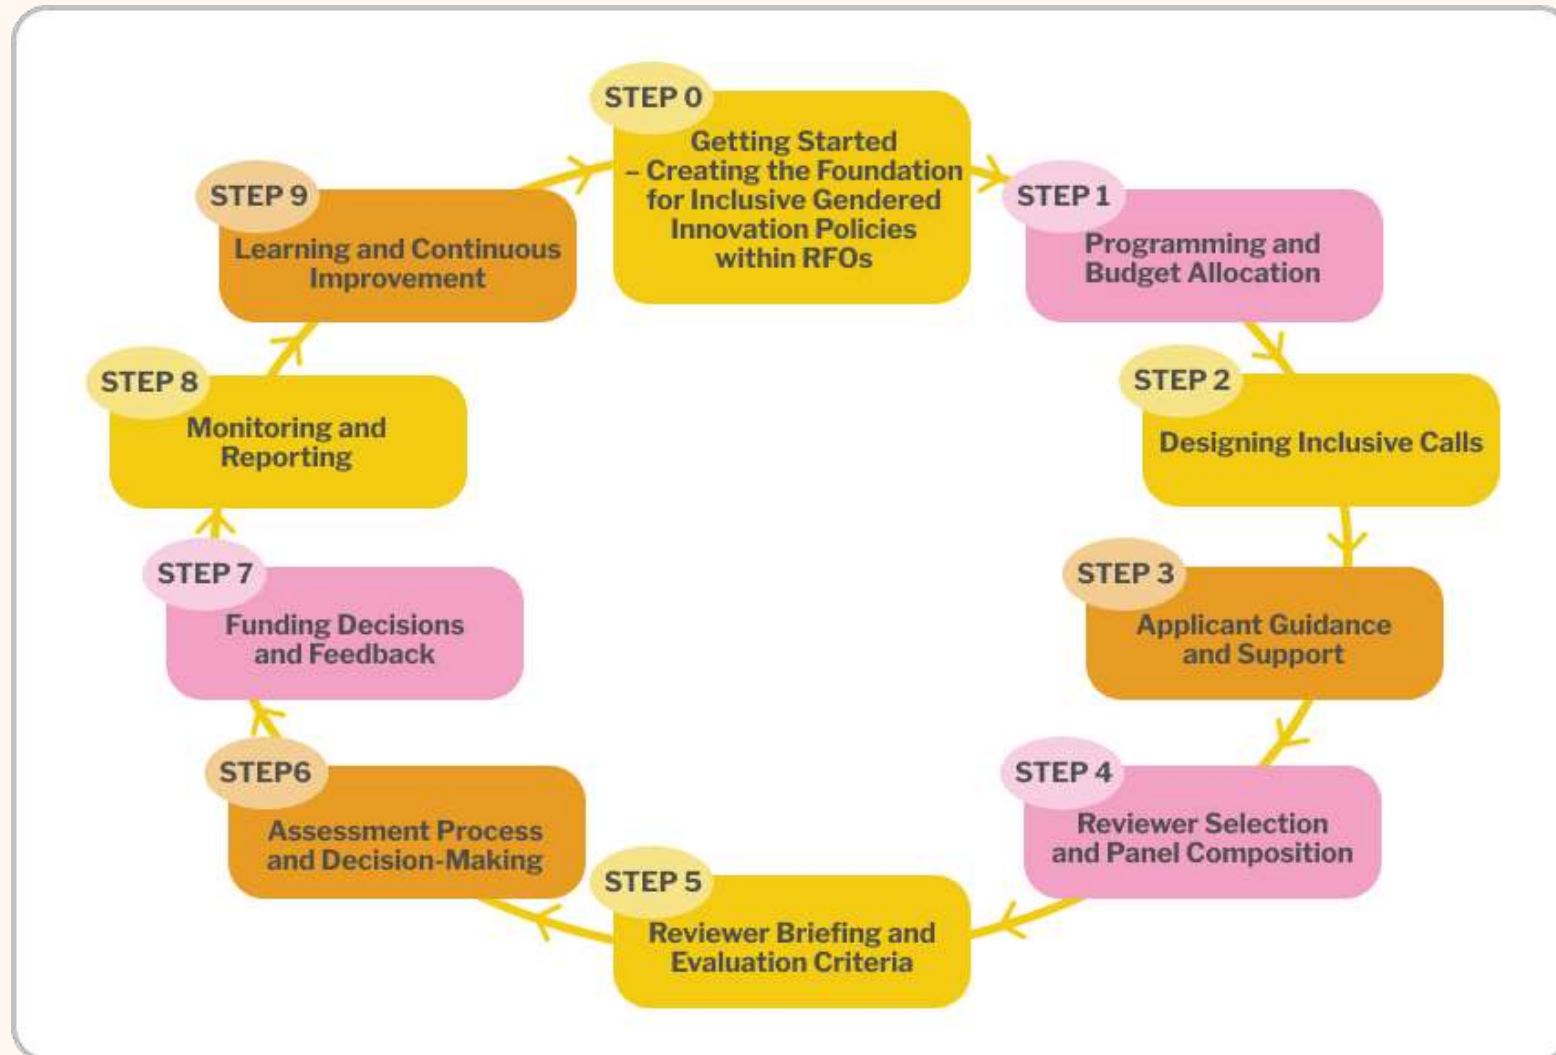 STEP 0
Getting Started
– Creating the Foundation
for Inclusive Gendered
Innovation Policies
within RFOs
STEP 1
Programming and
Budget Allocation
STEP 2
Designing Inclusive Calls
STEP 3
Applicant Guidance
and Support
STEP 4
Reviewer Selection
and Panel Composition
STEP 5
Reviewer Briefing and
Evaluation Criteria
STEP6
Assessment Process
and Decision-Making
STEP 7
Funding Decisions
and Feedback
STEP 8
Monitoring and
Reporting
STEP 9
Learning and Continuous
Improvement